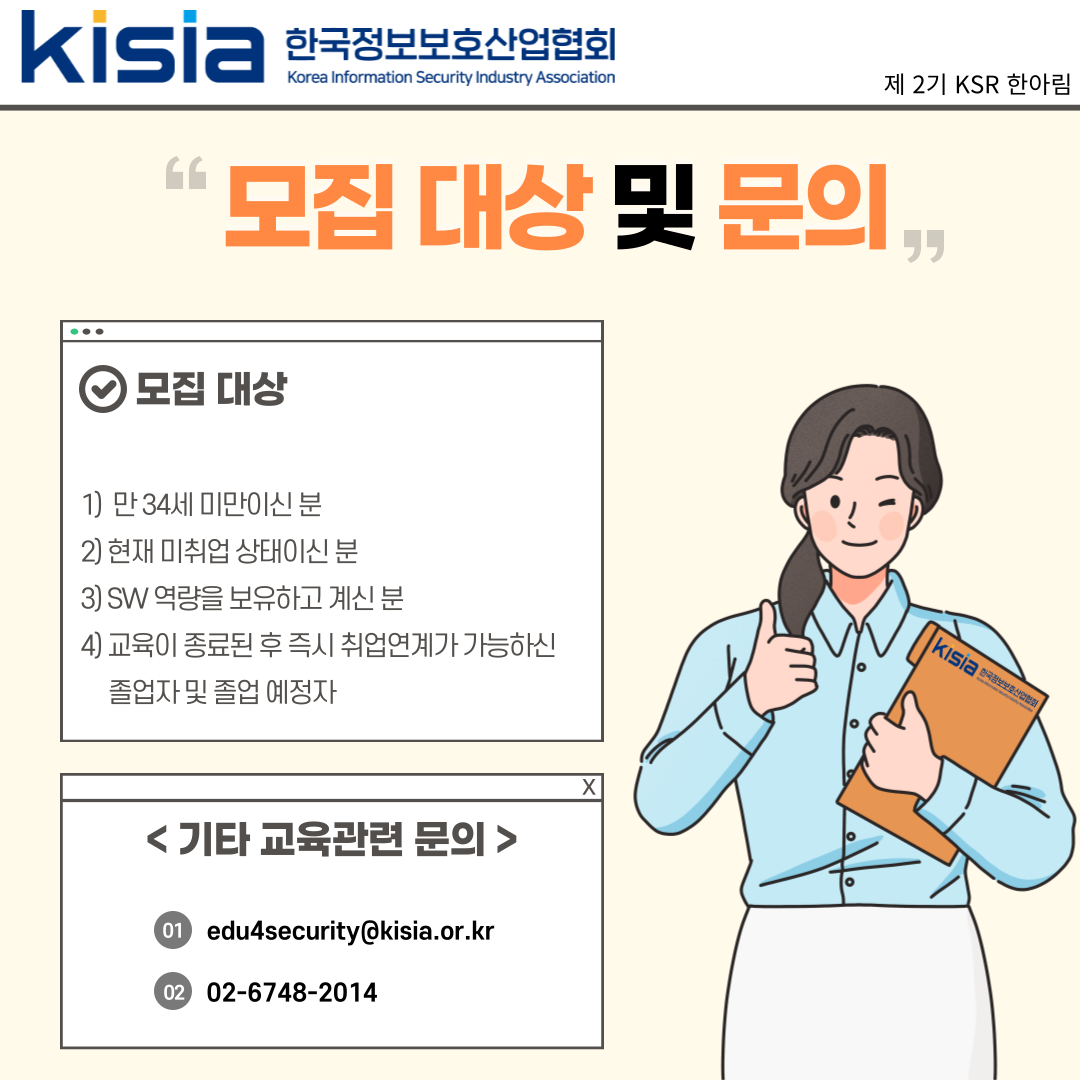 kisia 한국정보보호산업협회
Korea Information Security Industry Association
제 2기 KSR 한아림
“ 모집 대상 및 문의 ”
모집 대상
1) 만 34세 미만이신 분
2) 현재 미취업 상태이신 분
3) SW 역량을 보유하고 계신 분
4) 교육이 종료된 후 즉시 취업연계가 가능하신
졸업자 및 졸업 예정자
kisia 한국정보보호산업협회
X
< 기타 교육관련 문의 >
01 edu4security@kisia.or.kr
02 02-6748-2014